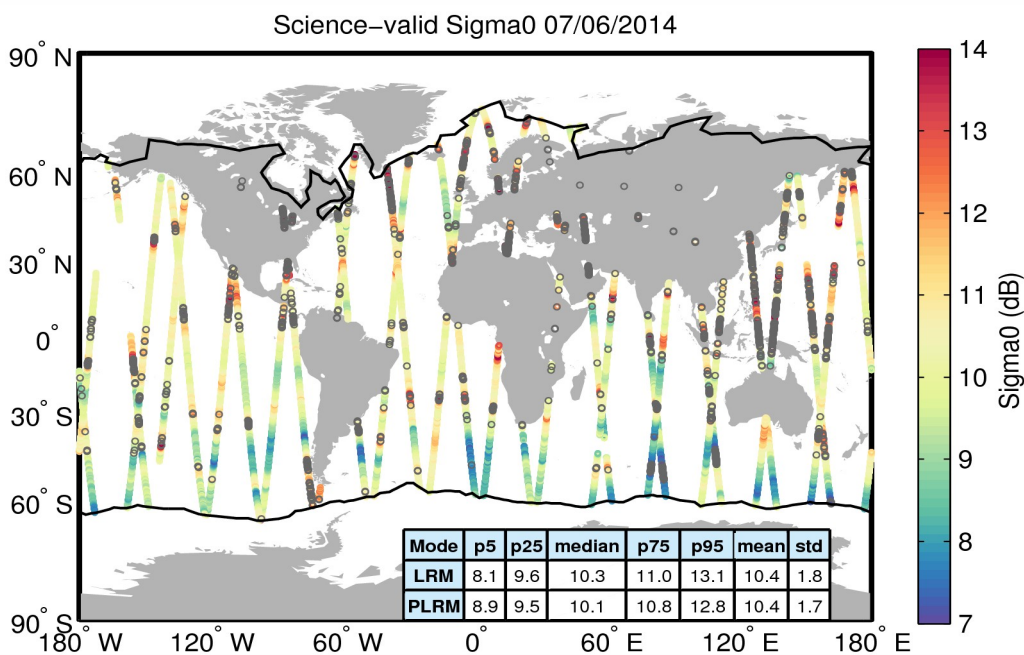 Science−valid Sigma0 07/06/2014
90° N
60° N
30° N
0°
30° S
60° S
90° S
180° W 120° W 60° W 0° 60° E 120° E 180° E
14
13
12
11
10
9
8
7
Sigma0 (dB)
Mode p5 p25 median p75 p95 mean std
LRM 8.1 9.6 10.3 11.0 13.1 10.4 1.8
PLRM 8.9 9.5 10.1 10.8 12.8 10.4 1.7